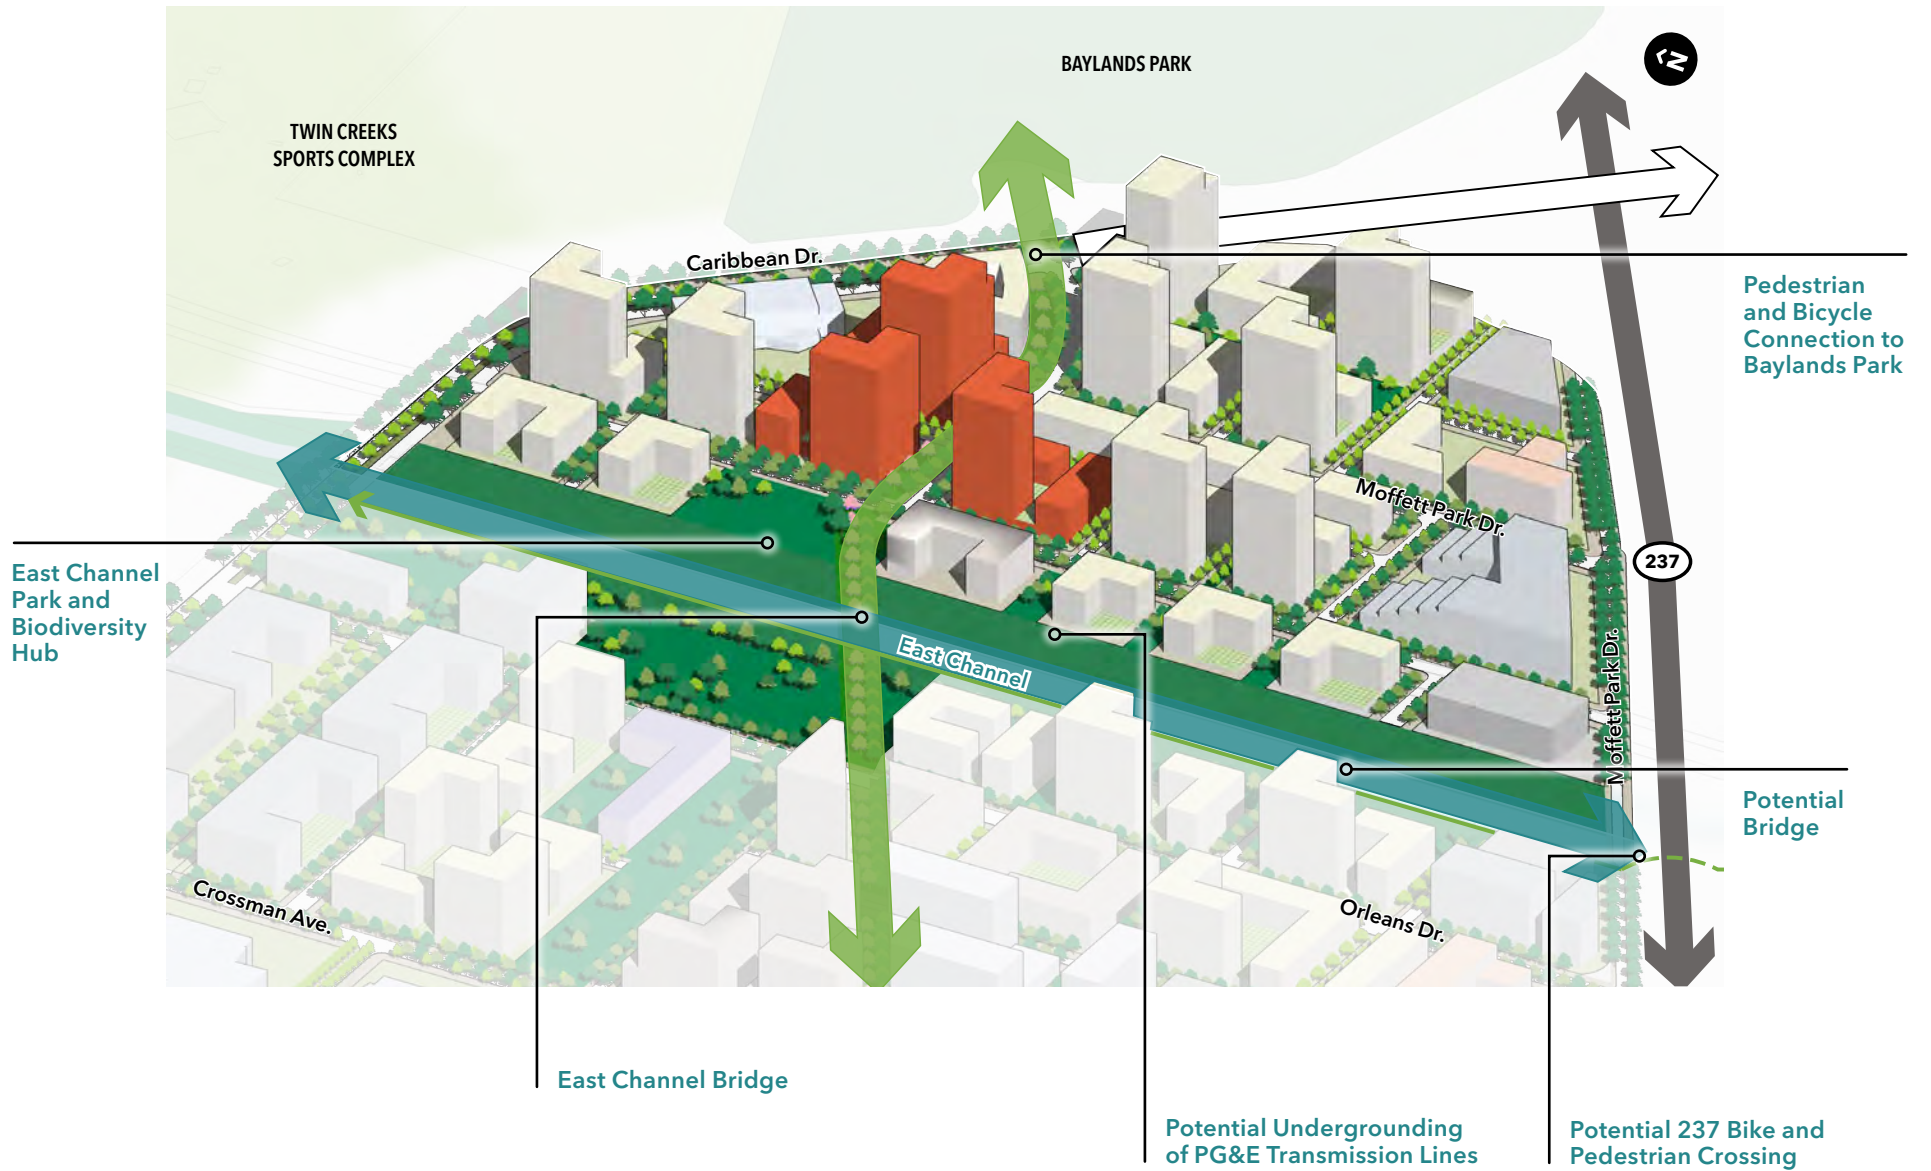 BAYLANDS PARK
N
TWIN CREEKS
SPORTS COMPLEX
Caribbean Dr.
Pedestrian
and Bicycle
Connection to
Baylands Park
Moffett Park Dr.
237
East Channel
Park and
Biodiversity
Hub
East Channel
Moffett Park Dr.
Potential
Bridge
Crossman Ave.
Orleans Dr.
East Channel Bridge
Potential Undergrounding
of PG&E Transmission Lines
Potential 237 Bike and
Pedestrian Crossing